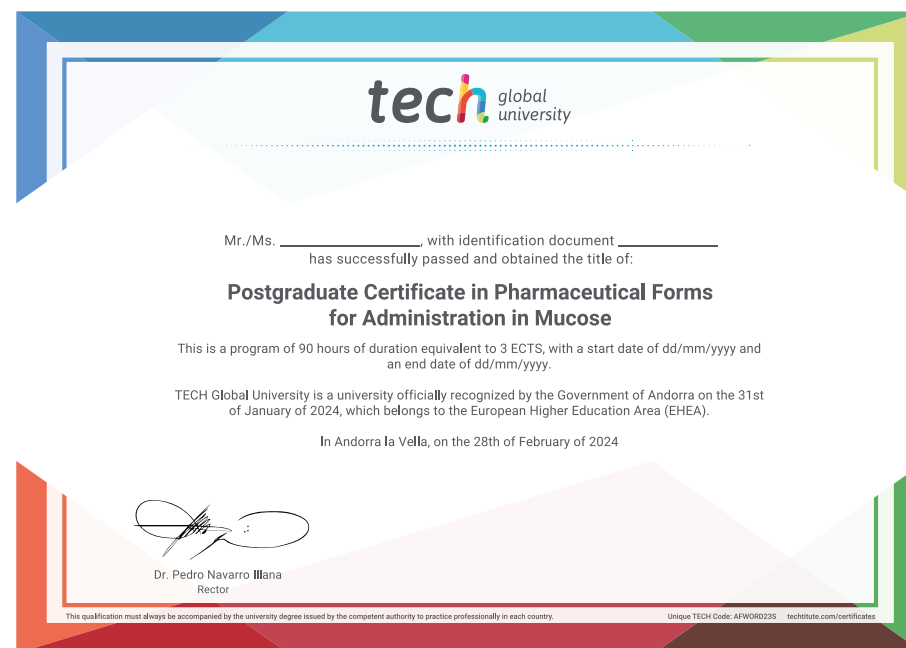 tech global university
Mr./Ms. ____________, with identification document ____________
has successfully passed and obtained the title of:
Postgraduate Certificate in Pharmaceutical Forms
for Administration in Mucose
This is a program of 90 hours of duration equivalent to 3 ECTS, with a start date of dd/mm/yyyy and
an end date of dd/mm/yyyy.
TECH Global University is a university officially recognized by the Government of Andorra on the 31st
of January of 2024, which belongs to the European Higher Education Area (EHEA).
In Andorra la Vella, on the 28th of February of 2024
Dr. Pedro Navarro Illana
Rector
This qualification must always be accompanied by the university degree issued by the competent authority to practice professionally in each country.
Unique TECH Code: AFWORD23S techtitute.com/certificates